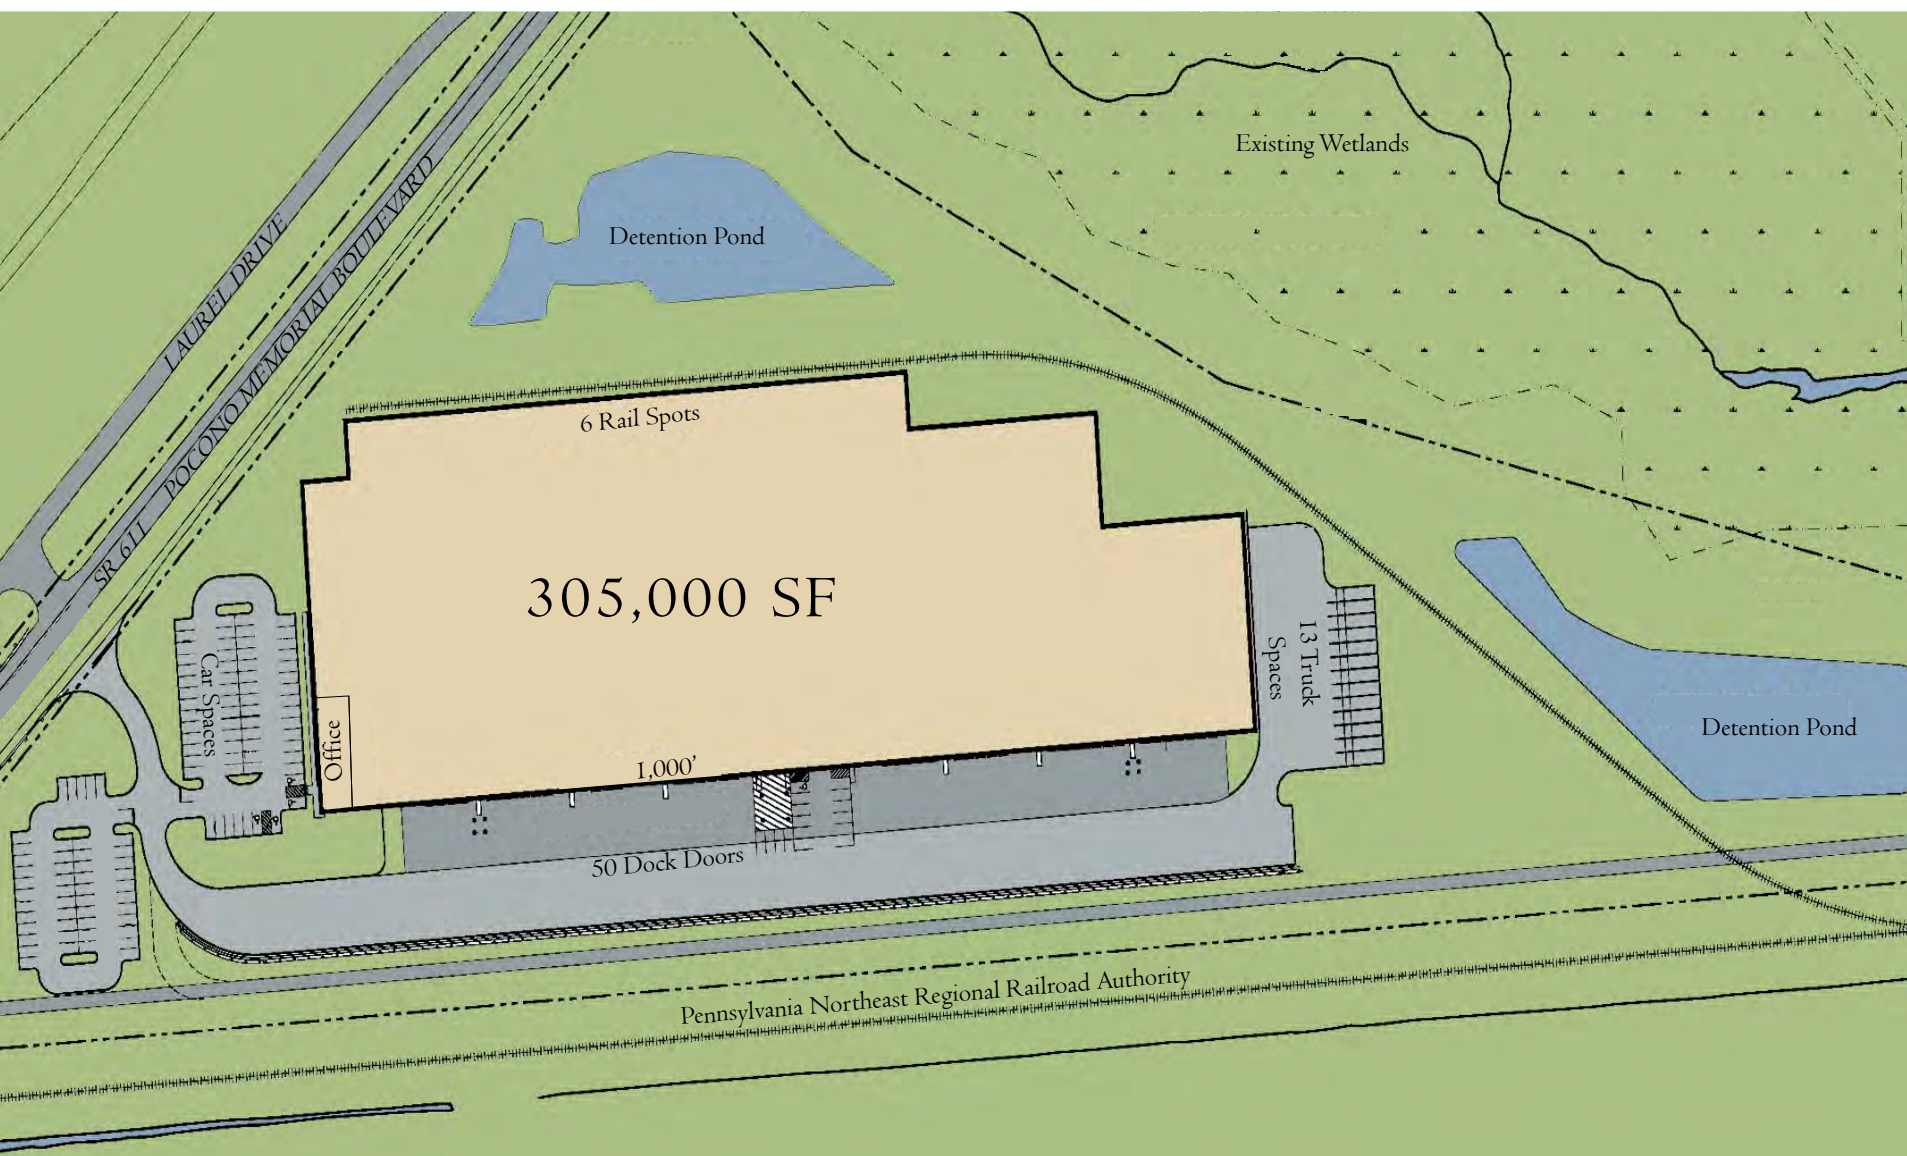 Existing Wetlands
Detention Pond
LAUREL DRIVE
SR 611 POCONO MEMORIAL BOULEVARD
6 Rail Spots
305,000 SF
13 Truck
Spaces
Car Spaces
Office
1,000'
Detention Pond
50 Dock Doors
Pennsylvania Northeast Regional Railroad Authority